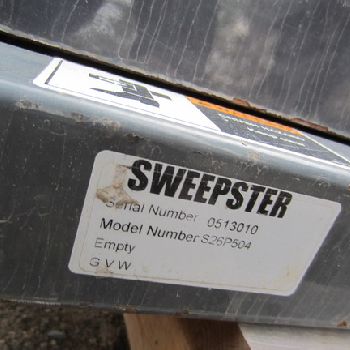 SWEEPSTER
Serial Number 0513010
Model Number S26P504
Empty
G V W